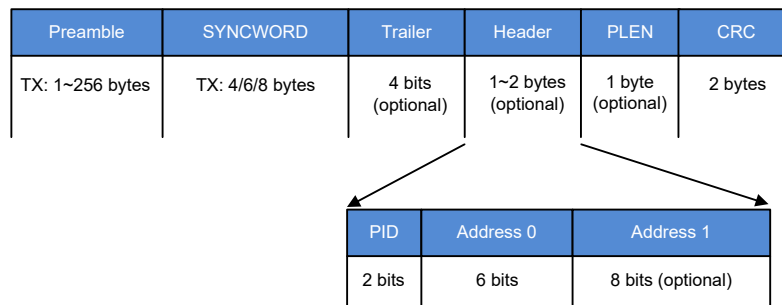 Preamble SYNCWORD Trailer Header PLEN CRC
TX: 1~256 bytes TX: 4/6/8 bytes 4 bits 1~2 bytes 1 byte 2 bytes
(optional) (optional) (optional)
PID Address 0 Address 1
2 bits 6 bits 8 bits (optional)